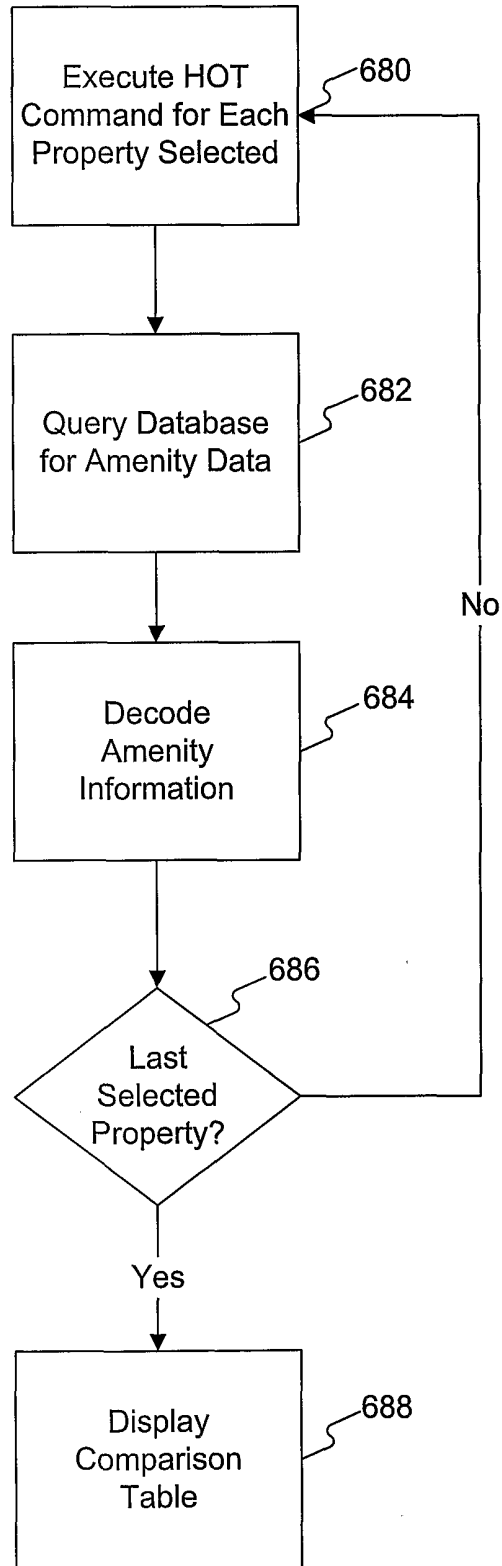 Execute HOT
Command for Each
Property Selected
680
Query Database
for Amenity Data
682
Decode
Amenity
Information
684
No
Last
Selected
Property?
686
Yes
Display
Comparison
Table
688